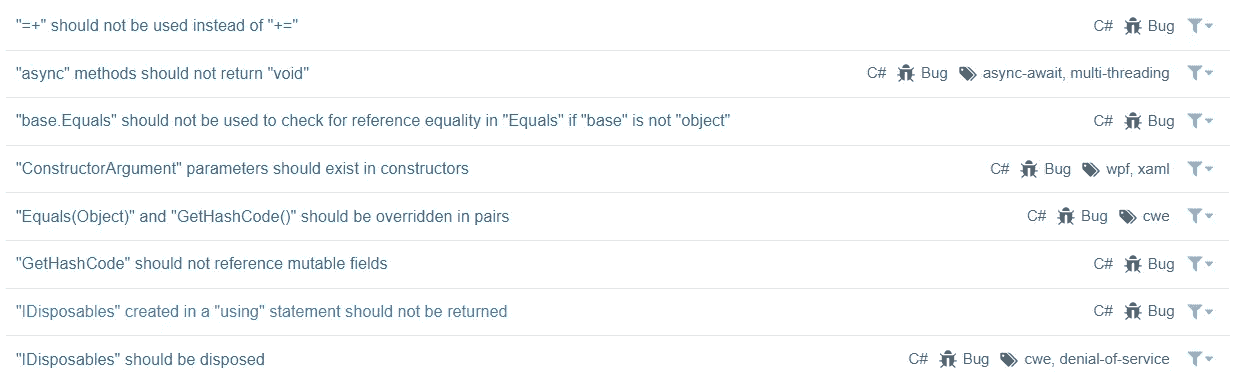 "=+" should not be used instead of "+=" C# Bug
"async" methods should not return "void" C# Bug async-await, multi-threading
"base.Equals" should not be used to check for reference equality in "Equals" if "base" is not "object" C# Bug
"ConstructorArgument" parameters should exist in constructors C# Bug wpf, xaml
"Equals(Object)" and "GetHashCode()" should be overridden in pairs C# Bug cwe
"GetHashCode" should not reference mutable fields C# Bug
"IDisposables" created in a "using" statement should not be returned C# Bug
"IDisposables" should be disposed C# Bug cwe, denial-of-service